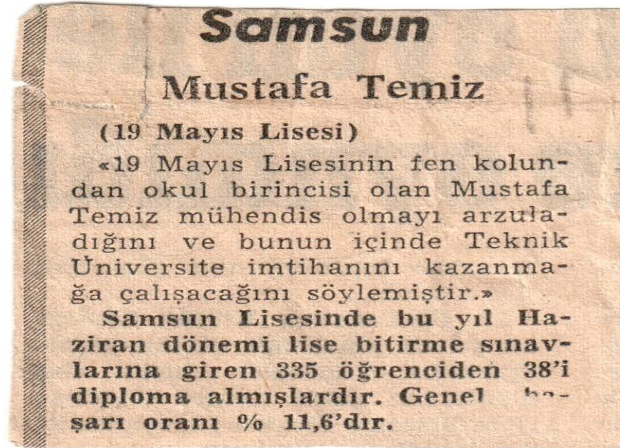 Samsun
Mustafa Temiz
(19 Mayıs Lisesi)
«19 Mayıs Lisesinin fen kolun-
dan okul birincisi olan Mustafa
Temiz mühendis olmayı arzula-
dığını ve bunun içinde Teknik
Üniversite imtihanını kazanma-
ğa çalışacağını söylemiştir.»
Samsun Lisesinde bu yıl Ha-
ziran dönemi lise bitirme sınav-
larına giren 335 öğrenciden 38'i
diploma almışlardır. Genel
şarı oranı % 11,6'dır.